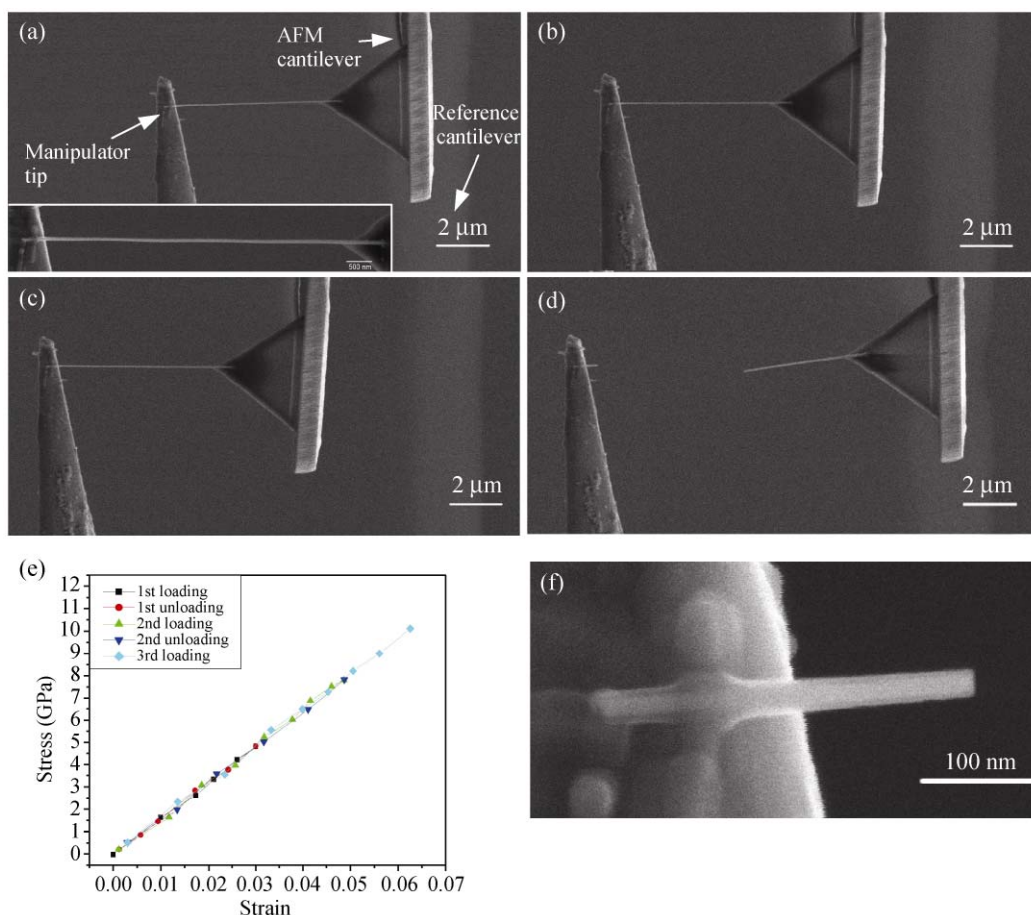 (a)
AFM
cantilever
Reference
cantilever
Manipulator
tip
2 μm
500 nm
(b)
2 μm
(c)
2 μm
(d)
2 μm
(e)
12
11
10
9
8
7
6
5
4
3
2
1
0
Stress (GPa)
1st loading
1st unloading
2nd loading
2nd unloading
3rd loading
0.00 0.01 0.02 0.03 0.04 0.05 0.06 0.07
Strain
(f)
100 nm